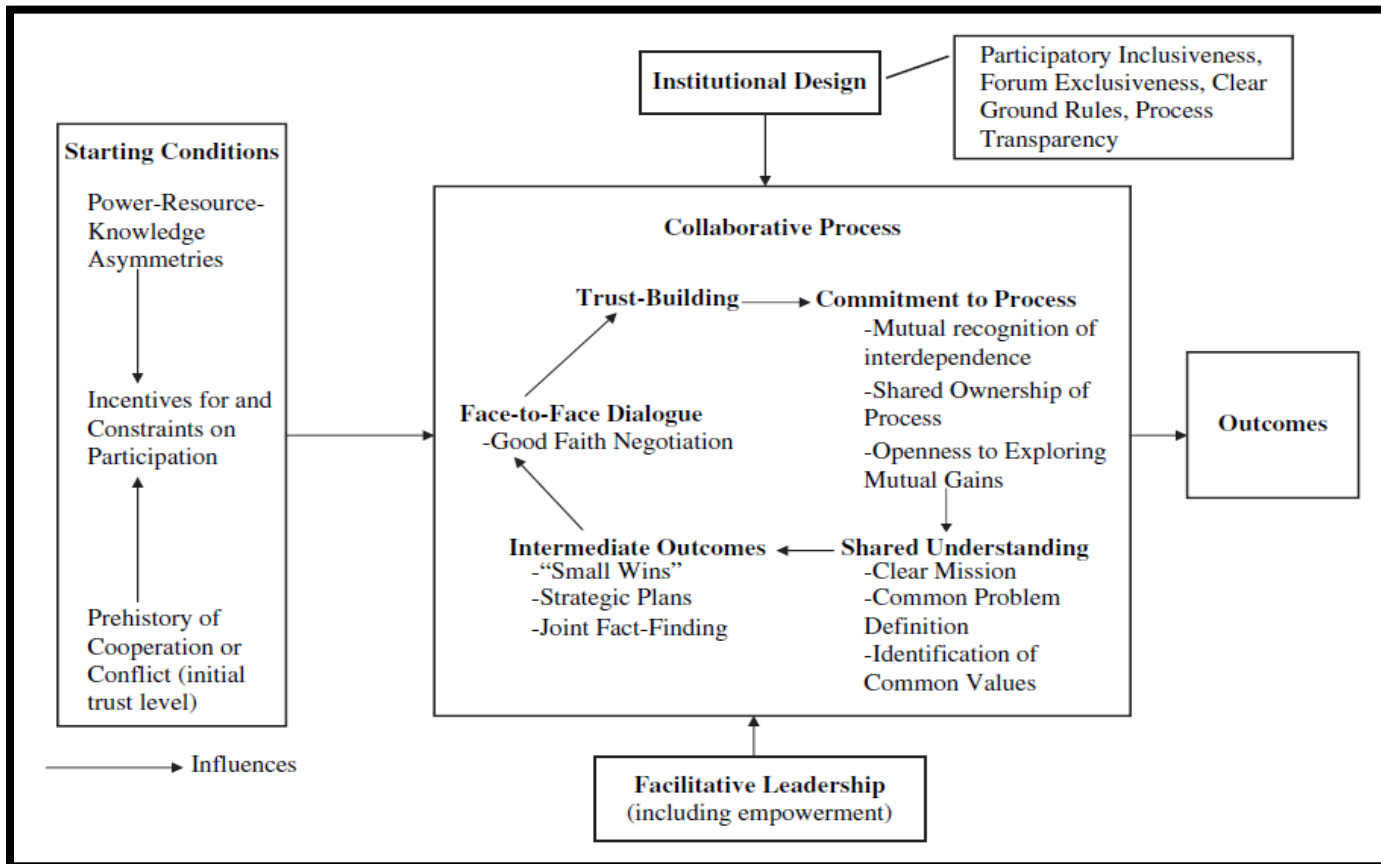 Institutional Design
Participatory Inclusiveness,
Forum Exclusiveness, Clear
Ground Rules, Process
Transparency
Starting Conditions
Power-Resource-
Knowledge
Asymmetries
Incentives for and
Constraints on
Participation
Prehistory of
Cooperation or
Conflict (initial
trust level)
Influences
Collaborative Process
Trust-Building
Commitment to Process
-Mutual recognition of
interdependence
-Shared Ownership of
Process
-Openness to Exploring
Mutual Gains
Face-to-Face Dialogue
-Good Faith Negotiation
Intermediate Outcomes
-“Small Wins”
-Strategic Plans
-Joint Fact-Finding
Shared Understanding
-Clear Mission
-Common Problem
Definition
-Identification of
Common Values
Outcomes
Facilitative Leadership
(including empowerment)